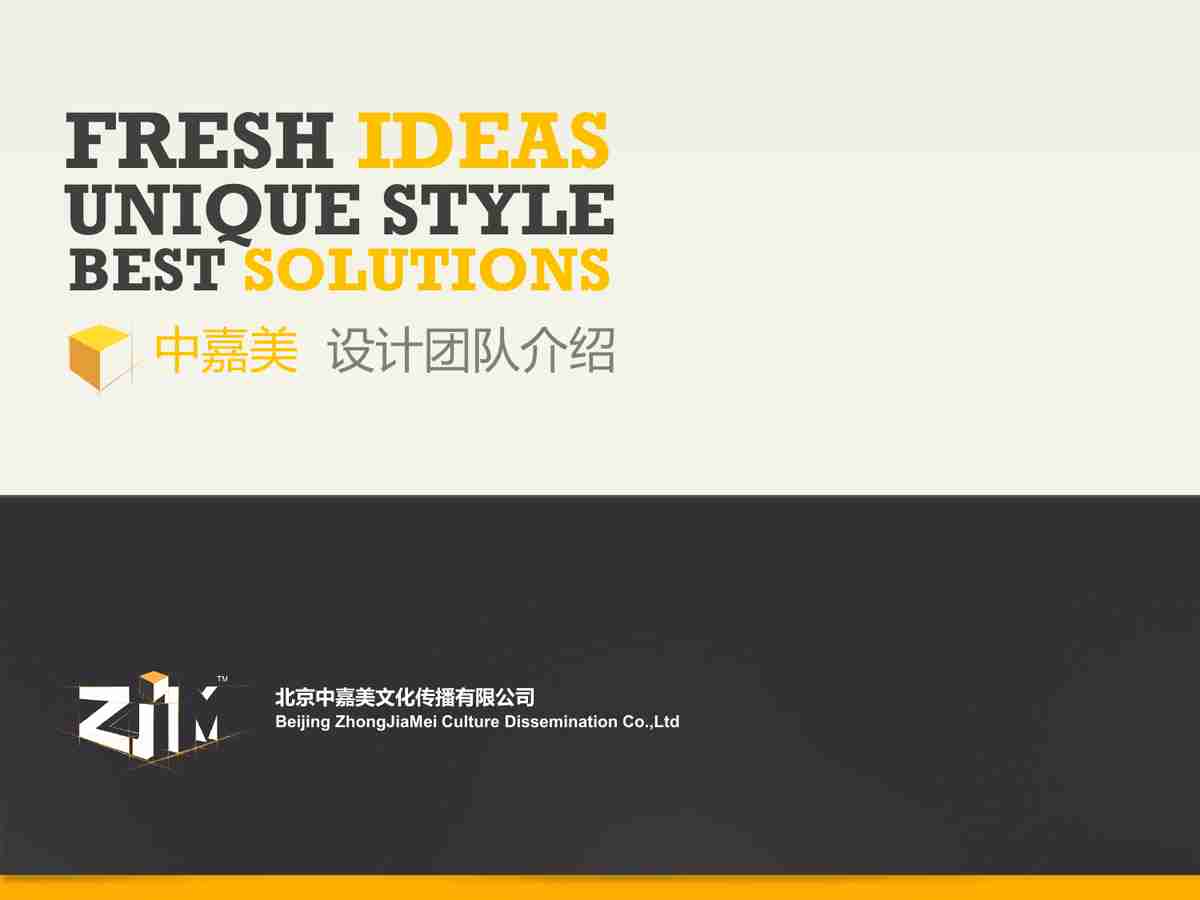 FRESH IDEAS
UNIQUE STYLE
BEST SOLUTIONS
中嘉美 设计团队介绍
ZJM™
北京中嘉美文化传播有限公司
Beijing ZhongJiaMei Culture Dissemination Co.,Ltd